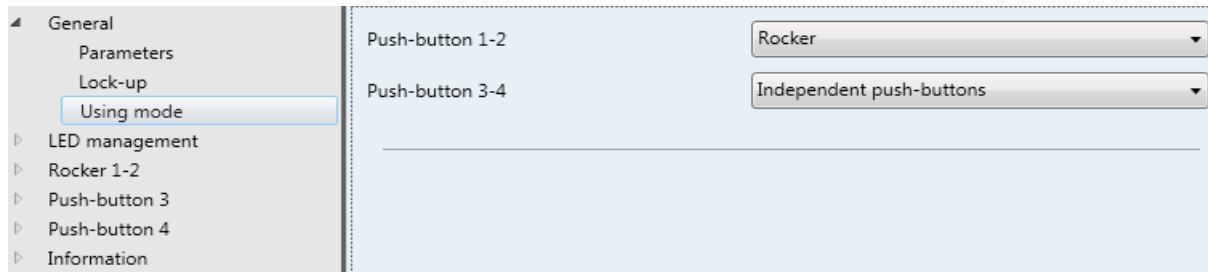 General
Parameters
Lock-up
Using mode
LED management
Rocker 1-2
Push-button 3
Push-button 4
Information
Push-button 1-2
Rocker
Push-button 3-4
Independent push-buttons